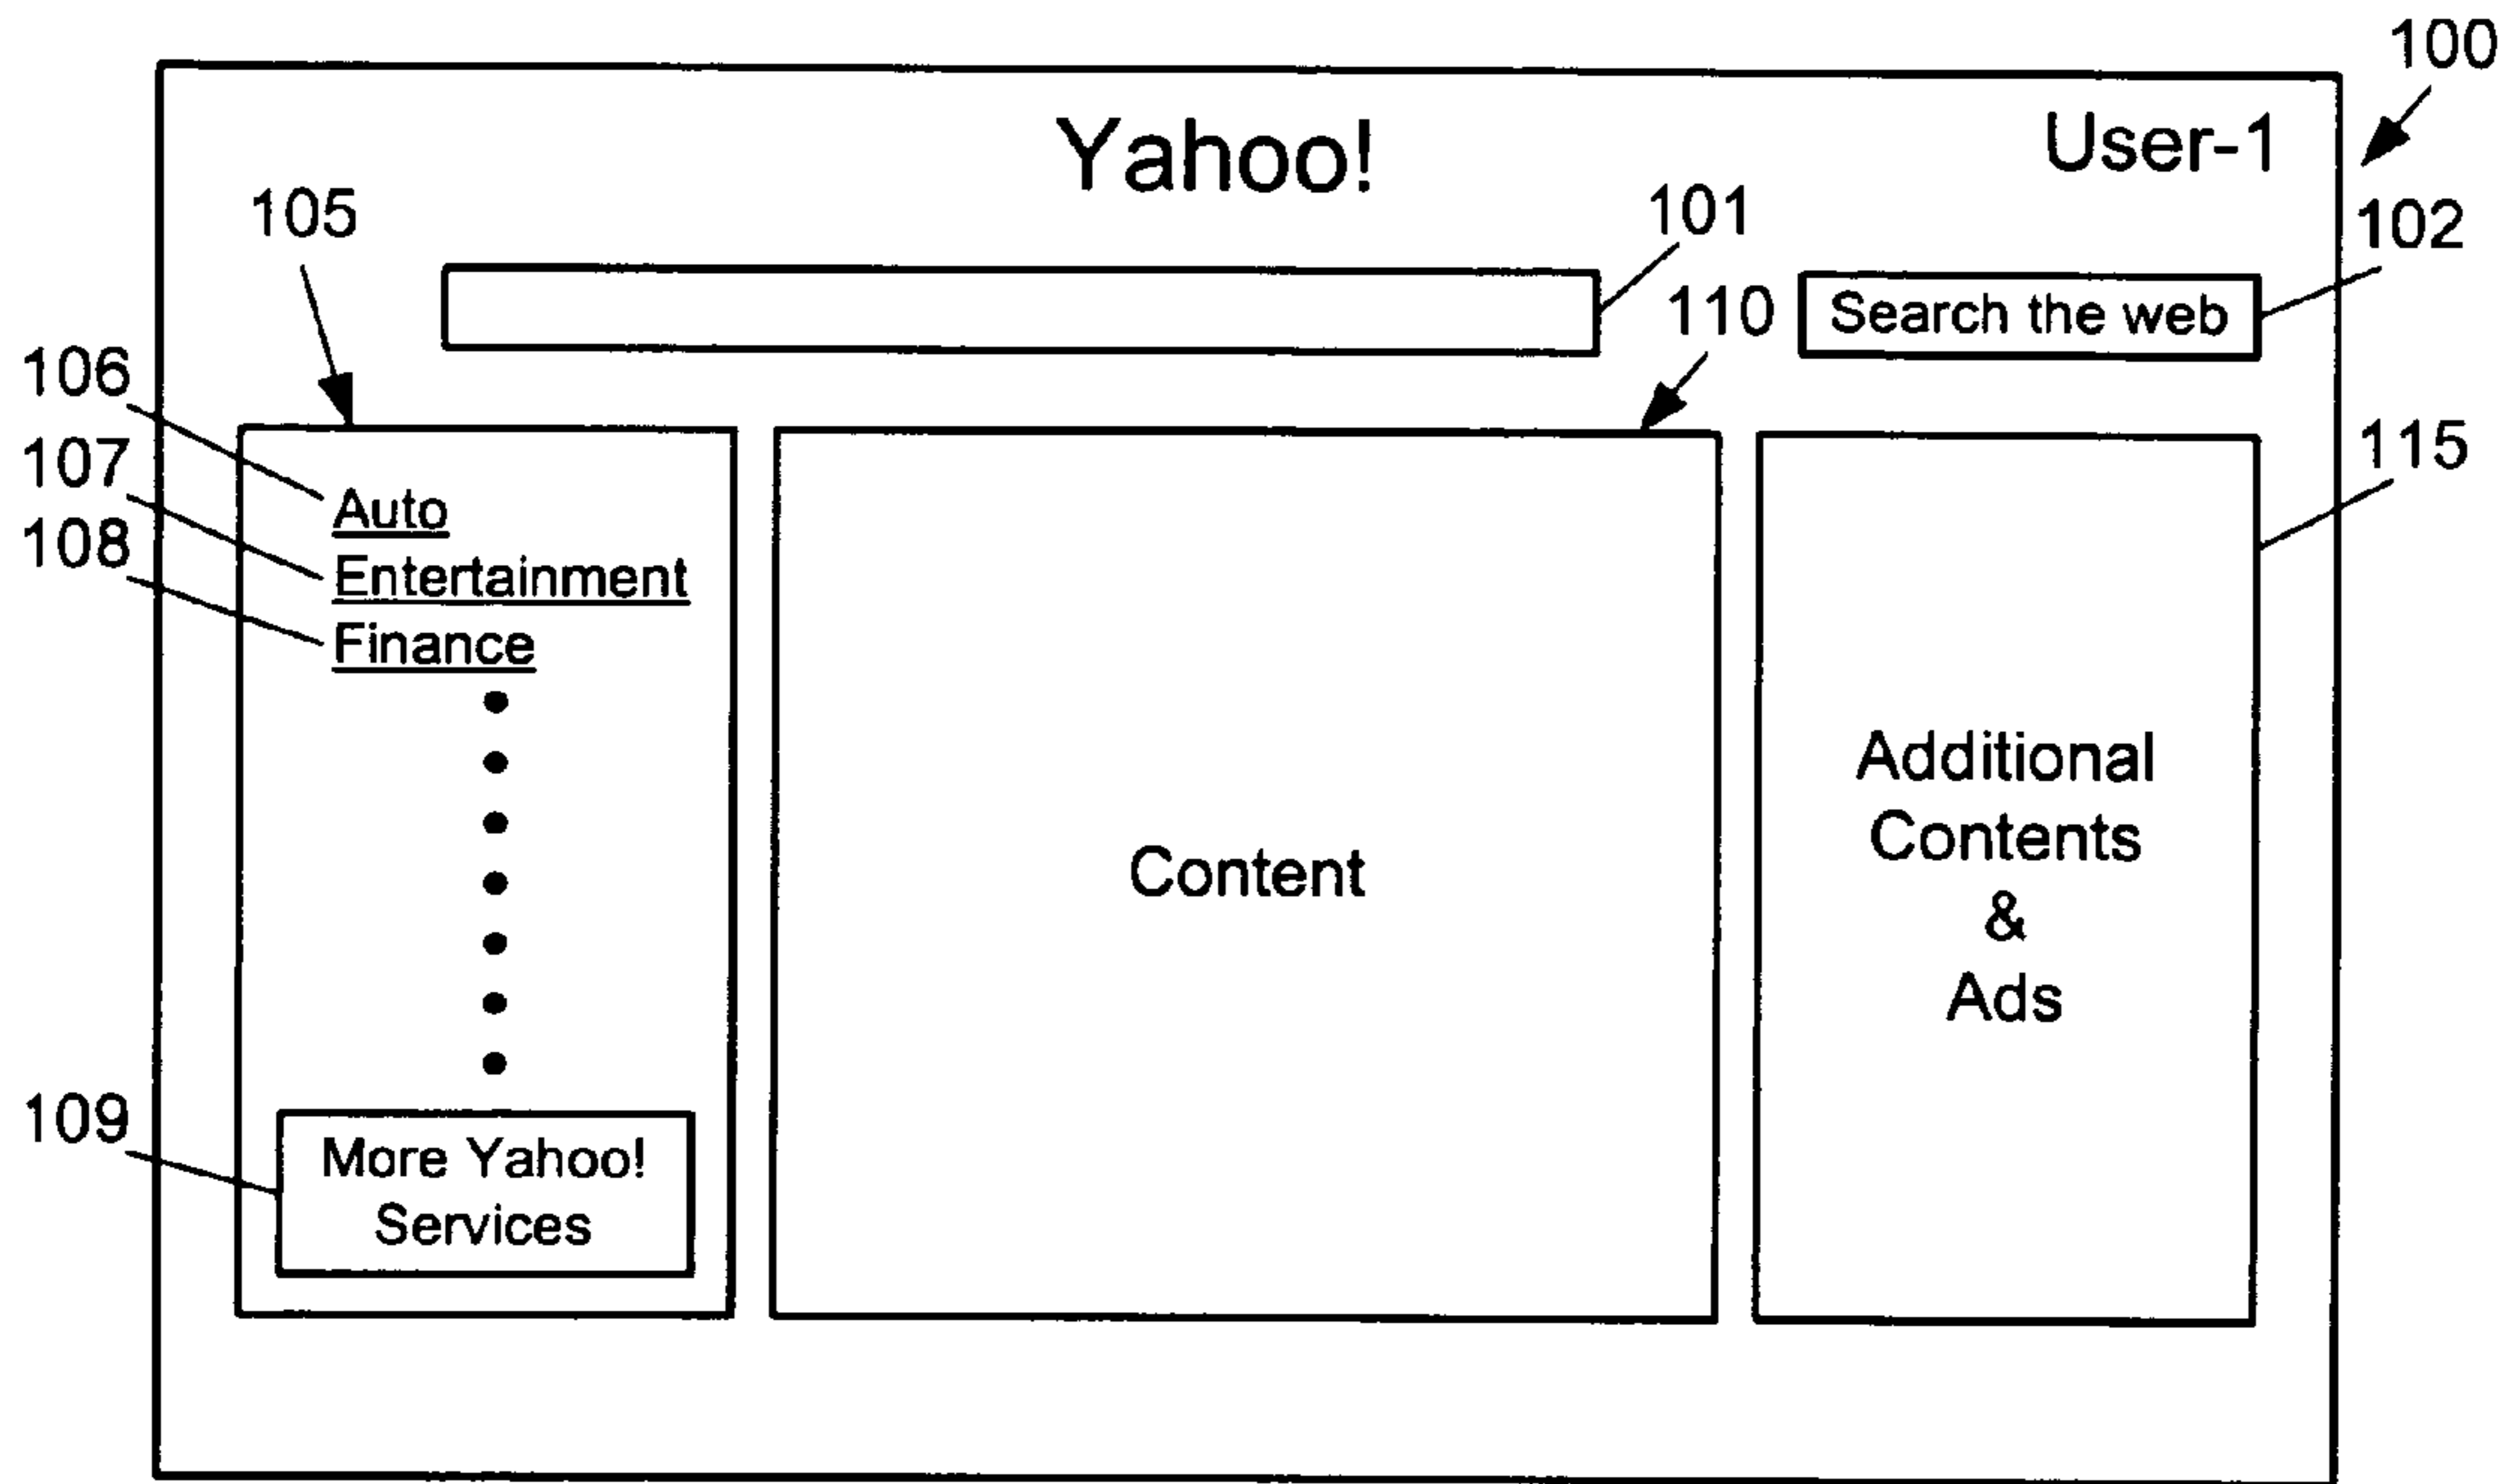 100
Yahoo!
User-1
105
101
102
110
Search the web
106
107
108
115
Auto
Entertainment
Finance
Additional
Contents
&
Ads
Content
109
More Yahoo!
Services